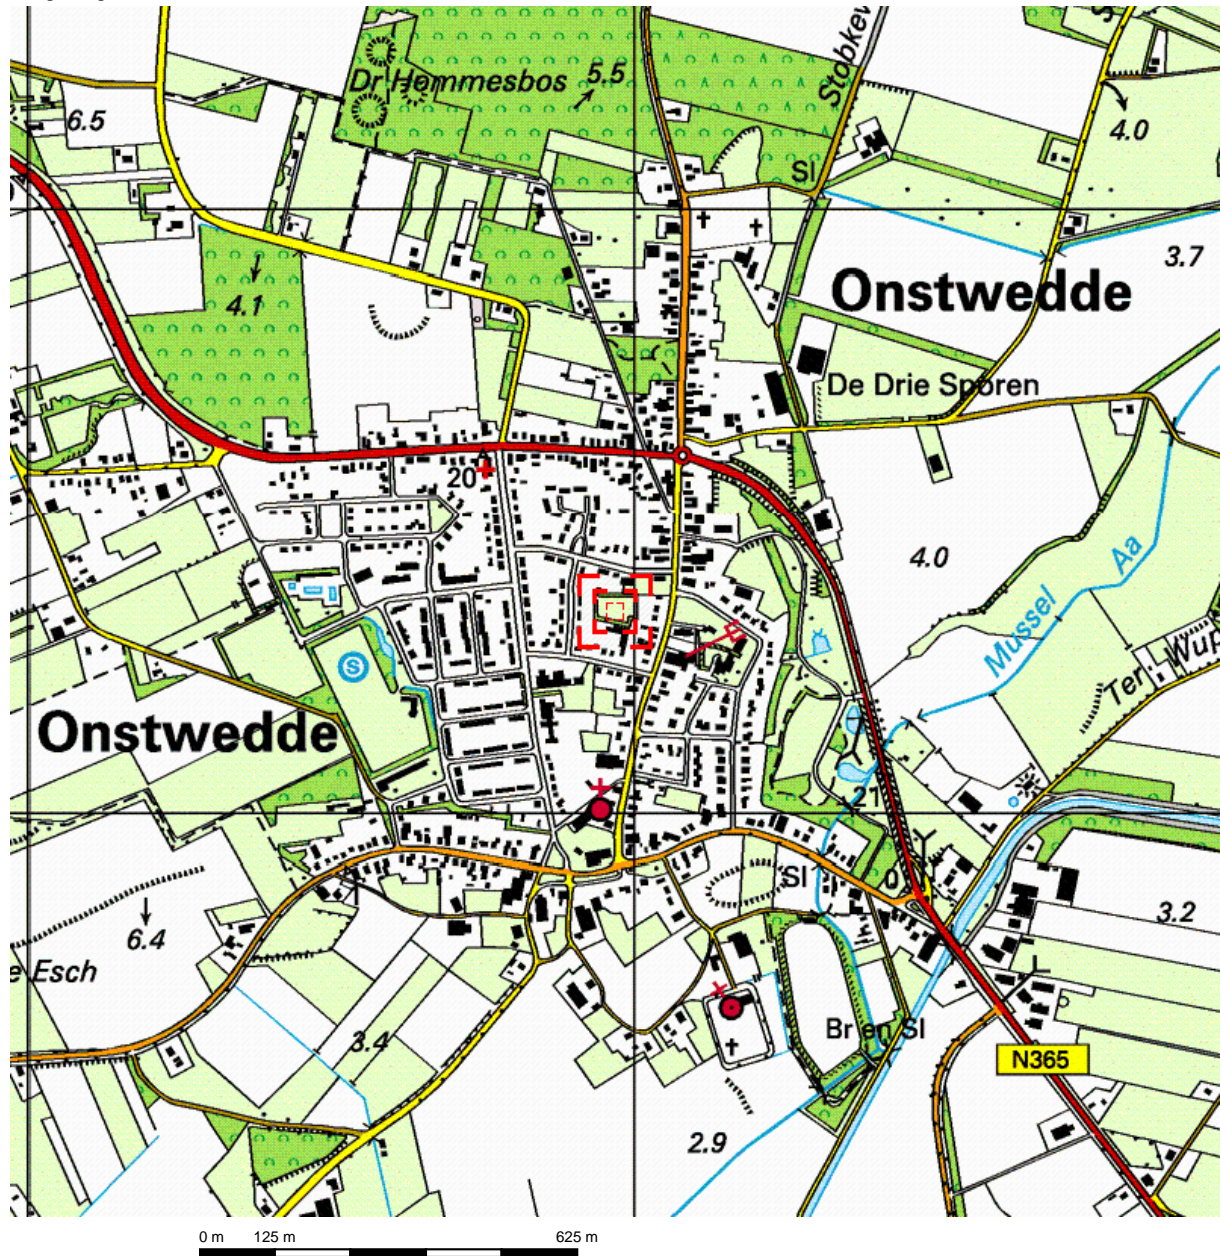 Dr Hommesbos
5.5
Stobkev
S
6.5
4.0
Sl
3.7
4.1
Onstwedde
De Drie Sporen
20
4.0
Mussel Aa
S
Ter Wup
Onstwedde
21
Sl
0
3.2
6.4
e Esch
3.4
Br en Sl
N365
2.9
0 m 125 m 625 m